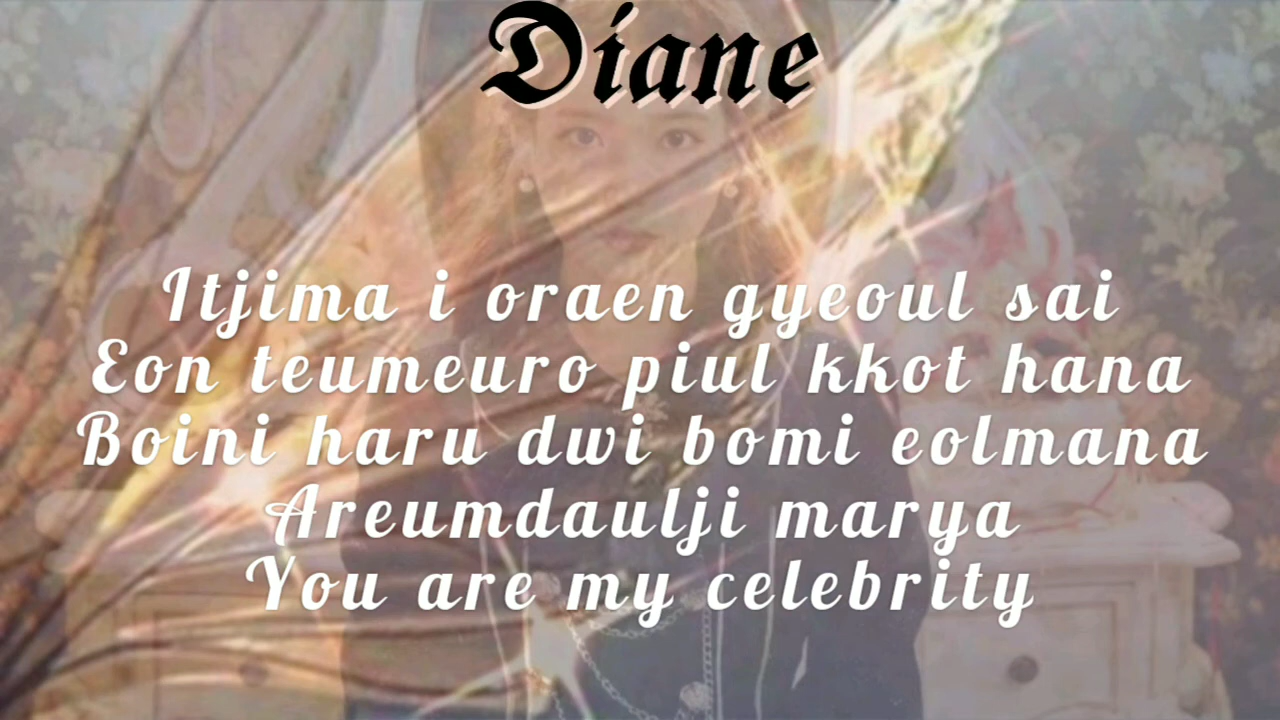 Díane
Itjima i oraen gyeoul sai
Eon teumeuro piul kkot hana
Boini haru dwi bomi eolmana
Areumdaulji marya
You are my celebrity